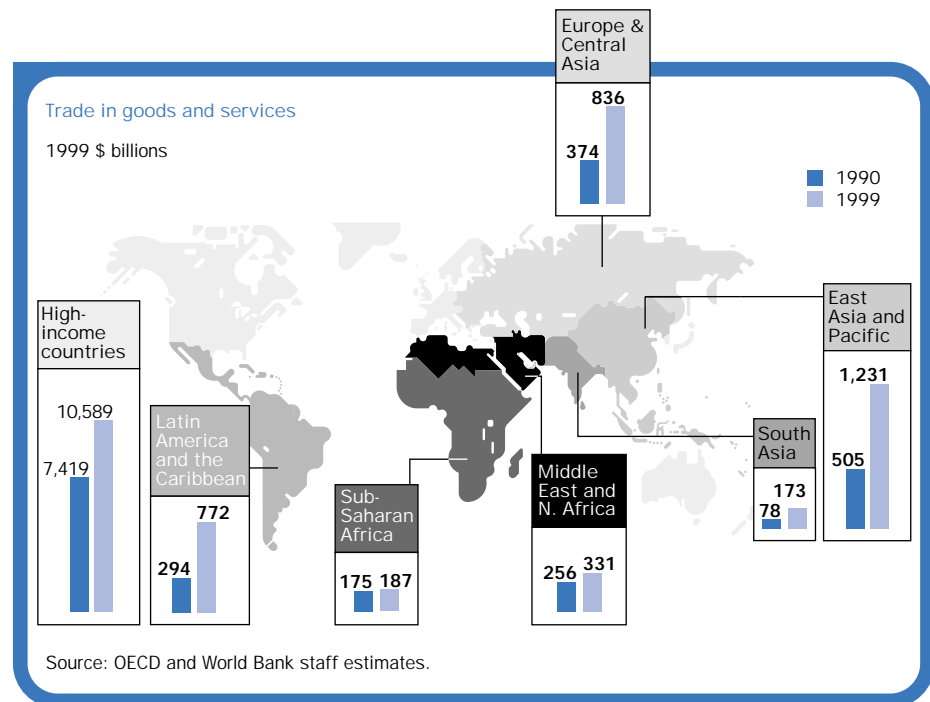 Trade in goods and services
1999 $ billions
Europe &
Central
Asia
836
374
1990
1999
High-
income
countries
10,589
7,419
Latin
America
and the
Caribbean
772
294
Sub-
Saharan
Africa
175 187
Middle
East and
N. Africa
256 331
South
Asia
173
78
East
Asia and
Pacific
1,231
505
Source: OECD and World Bank staff estimates.